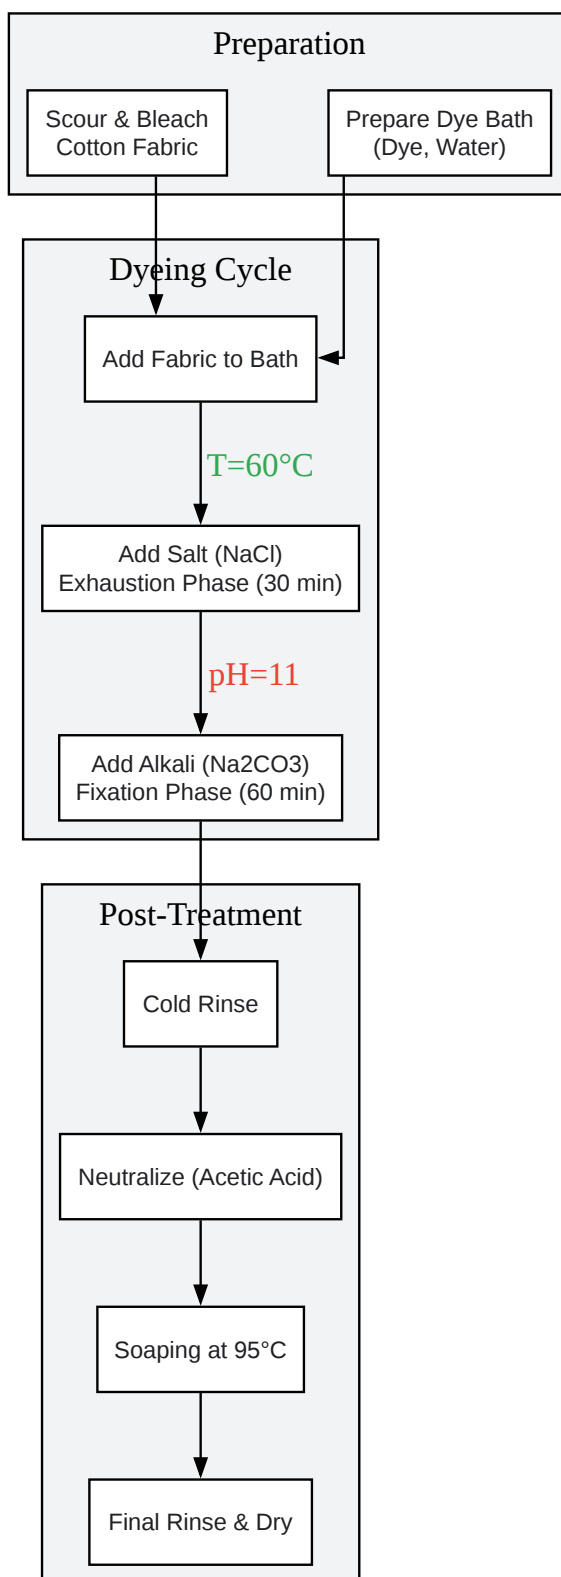 Preparation
Scour & Bleach
Cotton Fabric
Prepare Dye Bath
(Dye, Water)
Dyeing Cycle
Add Fabric to Bath
T=60°C
Add Salt (NaCl)
Exhaustion Phase (30 min)
pH=11
Add Alkali (Na2CO3)
Fixation Phase (60 min)
Post-Treatment
Cold Rinse
Neutralize (Acetic Acid)
Soaping at 95°C
Final Rinse & Dry